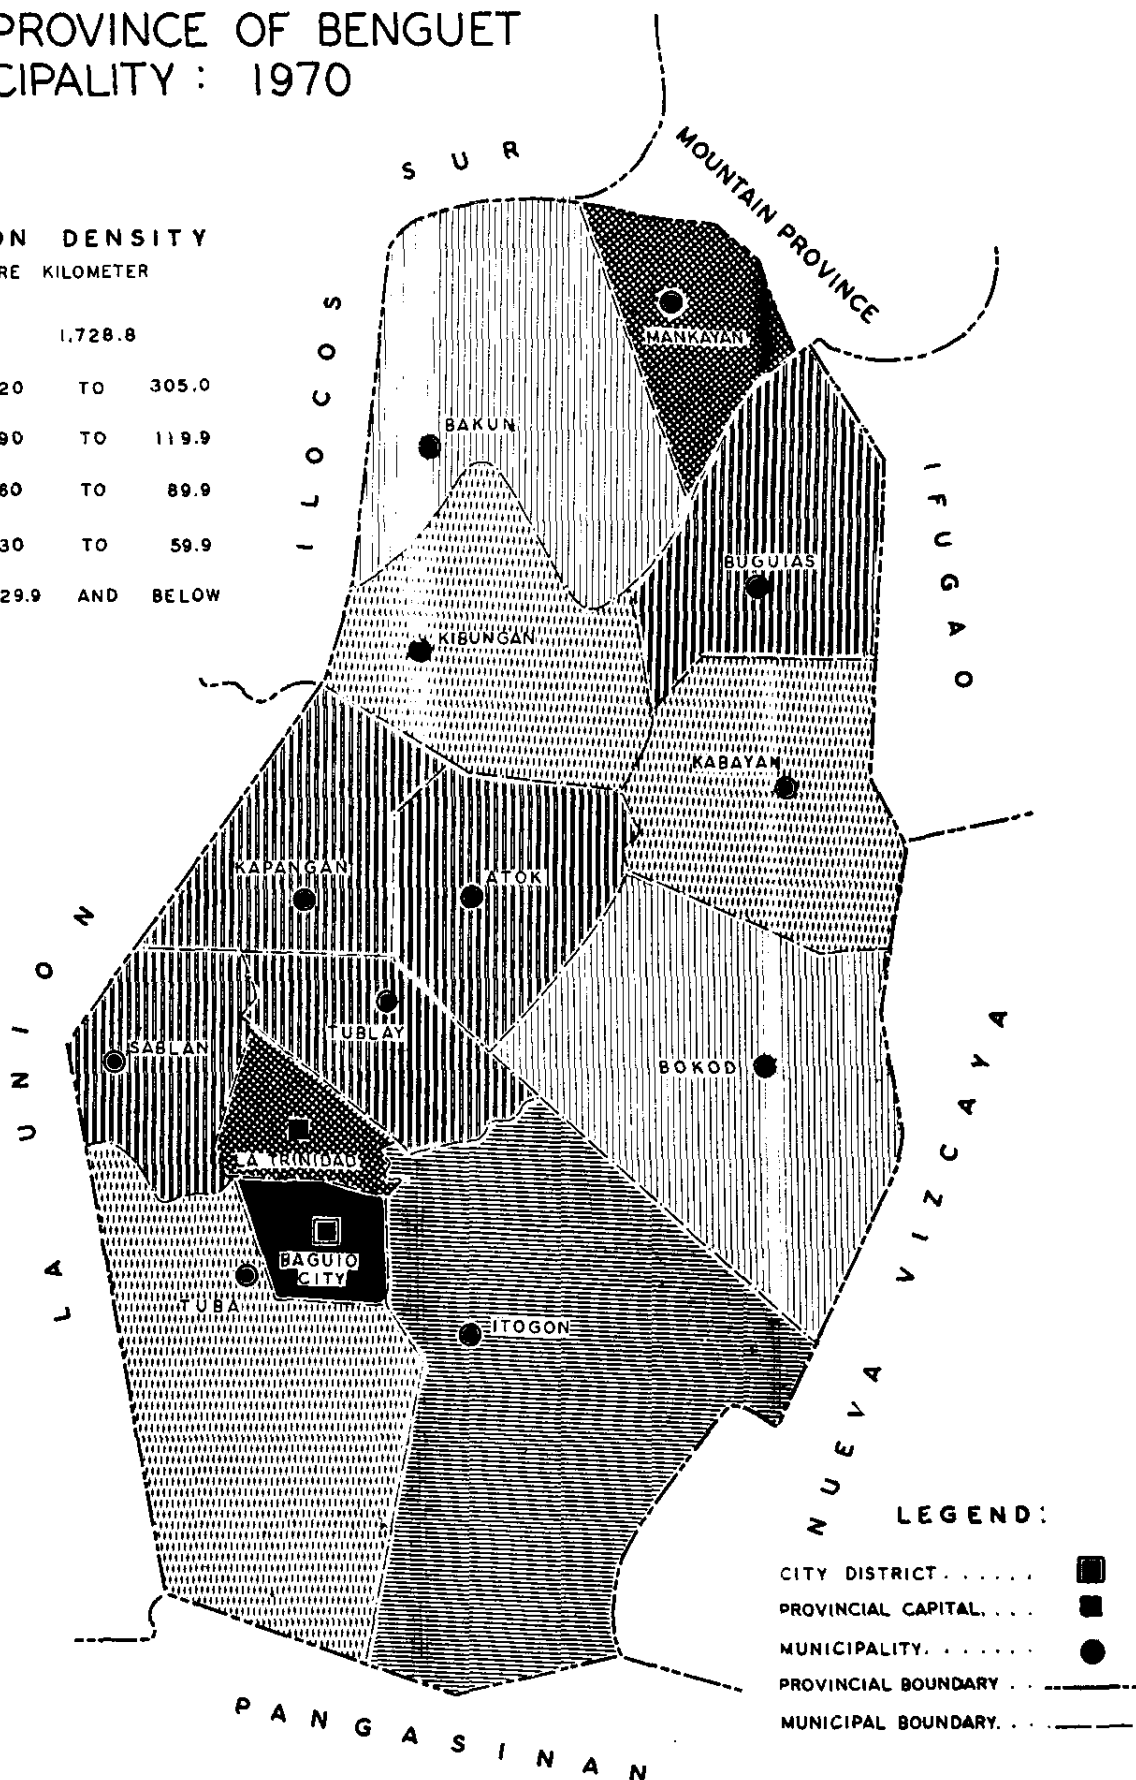 PROVINCE OF BENGUET
CIPALITY : 1970
ON DENSITY
RE KILOMETER
1,728.8
20 TO 305.0
90 TO 119.9
60 TO 89.9
30 TO 59.9
29.9 AND BELOW
ILOCOS SUR
MOUNTAIN PROVINCE
MANKAYAN
BAKUN
IFUGAO
BUGUIAS
KIBUNGAN
KABAYAN
KAPANGAN
ATOK
LA UNION
TUBLAY
SABLAN
BOKOD
LA TRINIDAD
NUEVA VIZCAYA
BAGUIO
CITY
TUBA
ITOGON
PANGASINAN
LEGEND:
CITY DISTRICT . . . . . .
PROVINCIAL CAPITAL. . . .
MUNICIPALITY. . . . . . .
PROVINCIAL BOUNDARY . .
MUNICIPAL BOUNDARY. . .